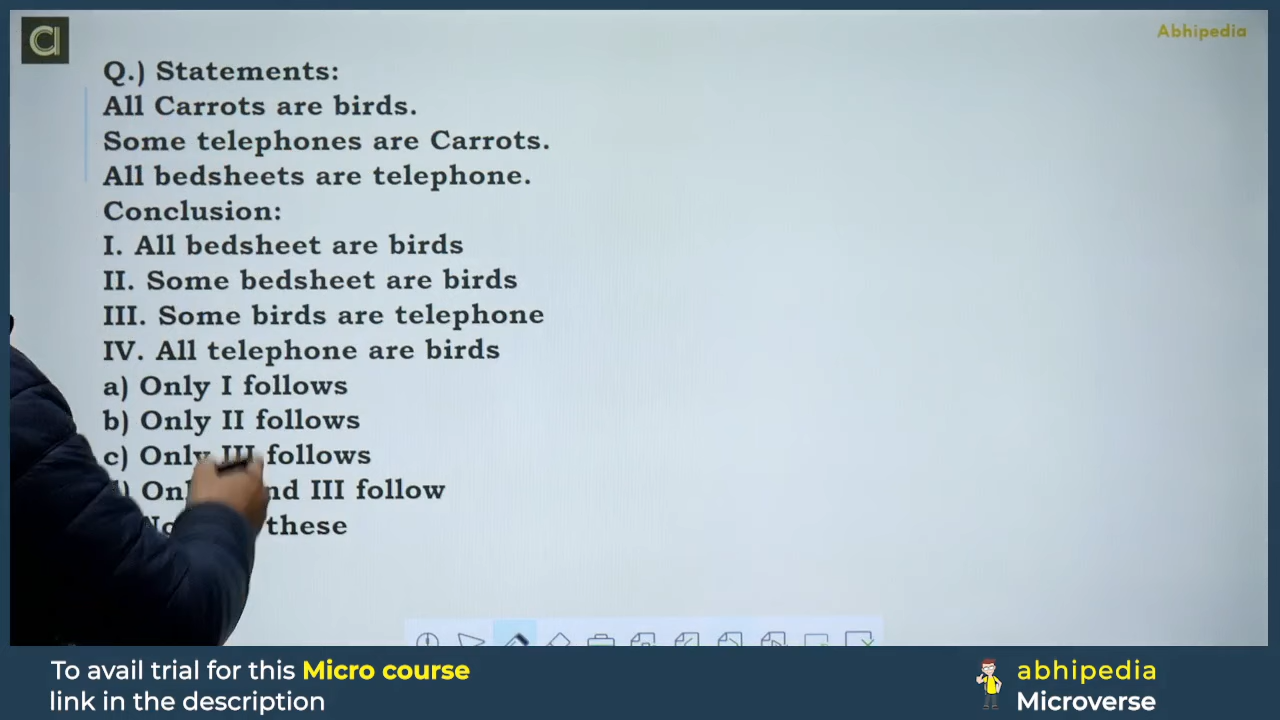 Abhipedia
Q.) Statements:
All Carrots are birds.
Some telephones are Carrots.
All bedsheets are telephone.
Conclusion:
I. All bedsheet are birds
II. Some bedsheet are birds
III. Some birds are telephone
IV. All telephone are birds
a) Only I follows
b) Only II follows
c) Only III follows
III follow
these
To avail trial for this Micro course
link in the description
abhipedia
Microverse